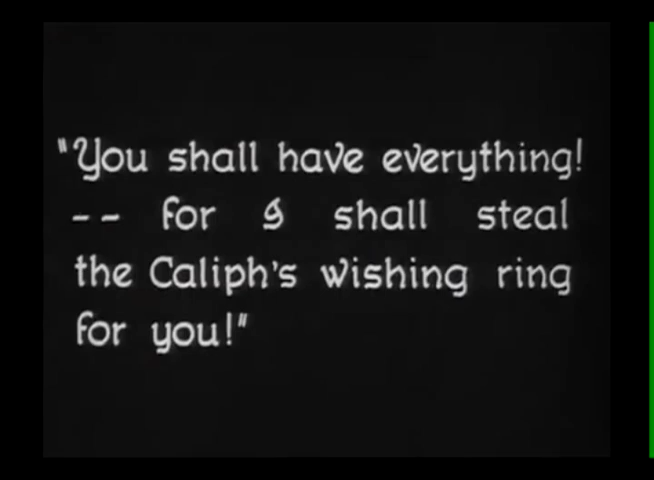 "You shall have everything!
-- for I shall steal
the Caliph's wishing ring
for you!"